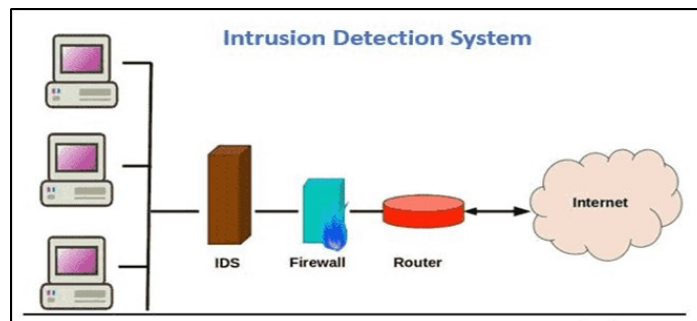 Intrusion Detection System
Internet
IDS
Firewall
Router